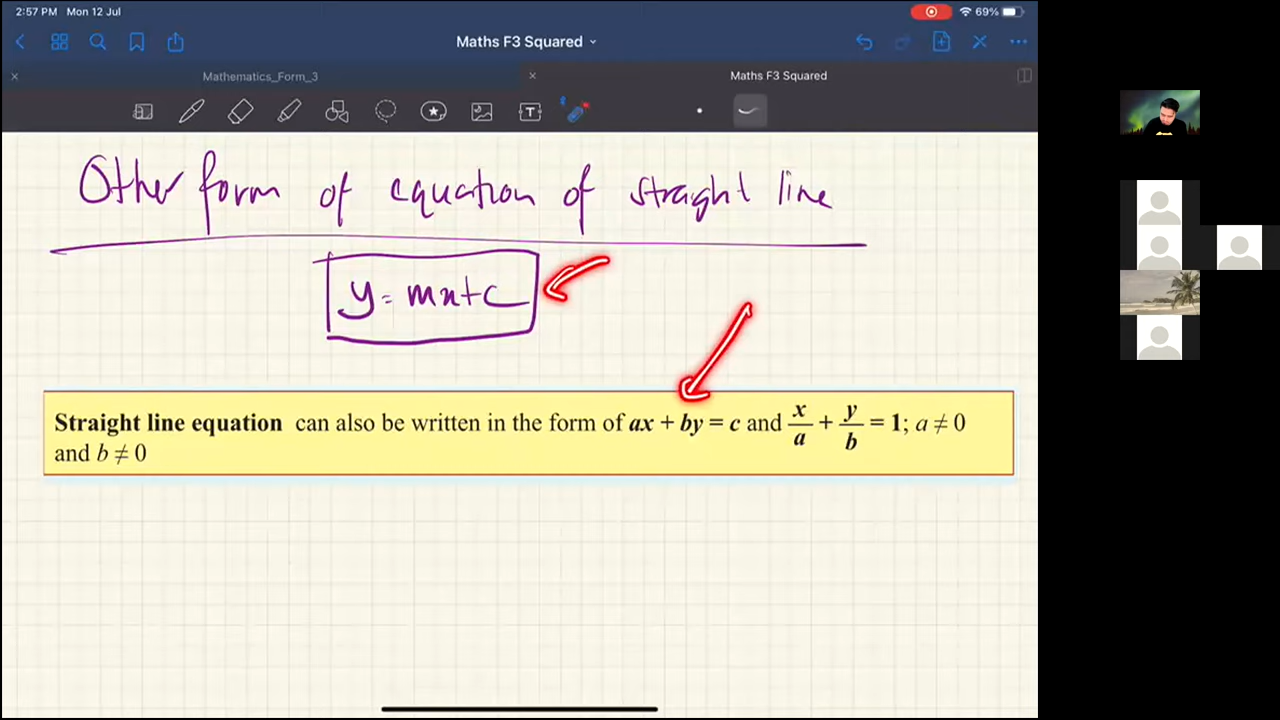 2:57 PM Mon 12 Jul
69%
Maths F3 Squared
Mathematics_Form_3
Maths F3 Squared
T
Other form of equation of straight line
y = mx+c
Straight line equation can also be written in the form of ax + by = c and x/a + y/b = 1; a ≠ 0
and b ≠ 0